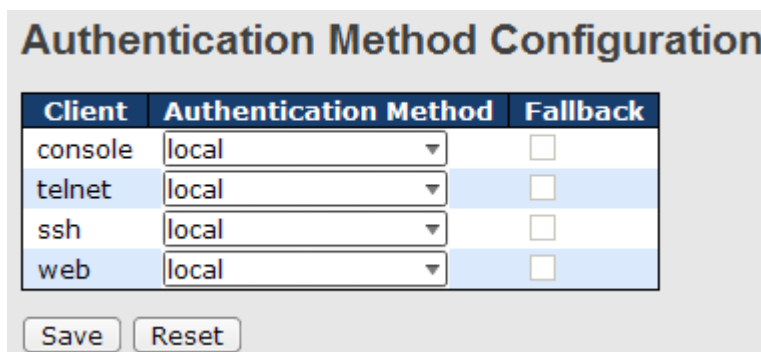 Authentication Method Configuration
Client Authentication Method Fallback
console local
telnet local
ssh local
web local
Save Reset